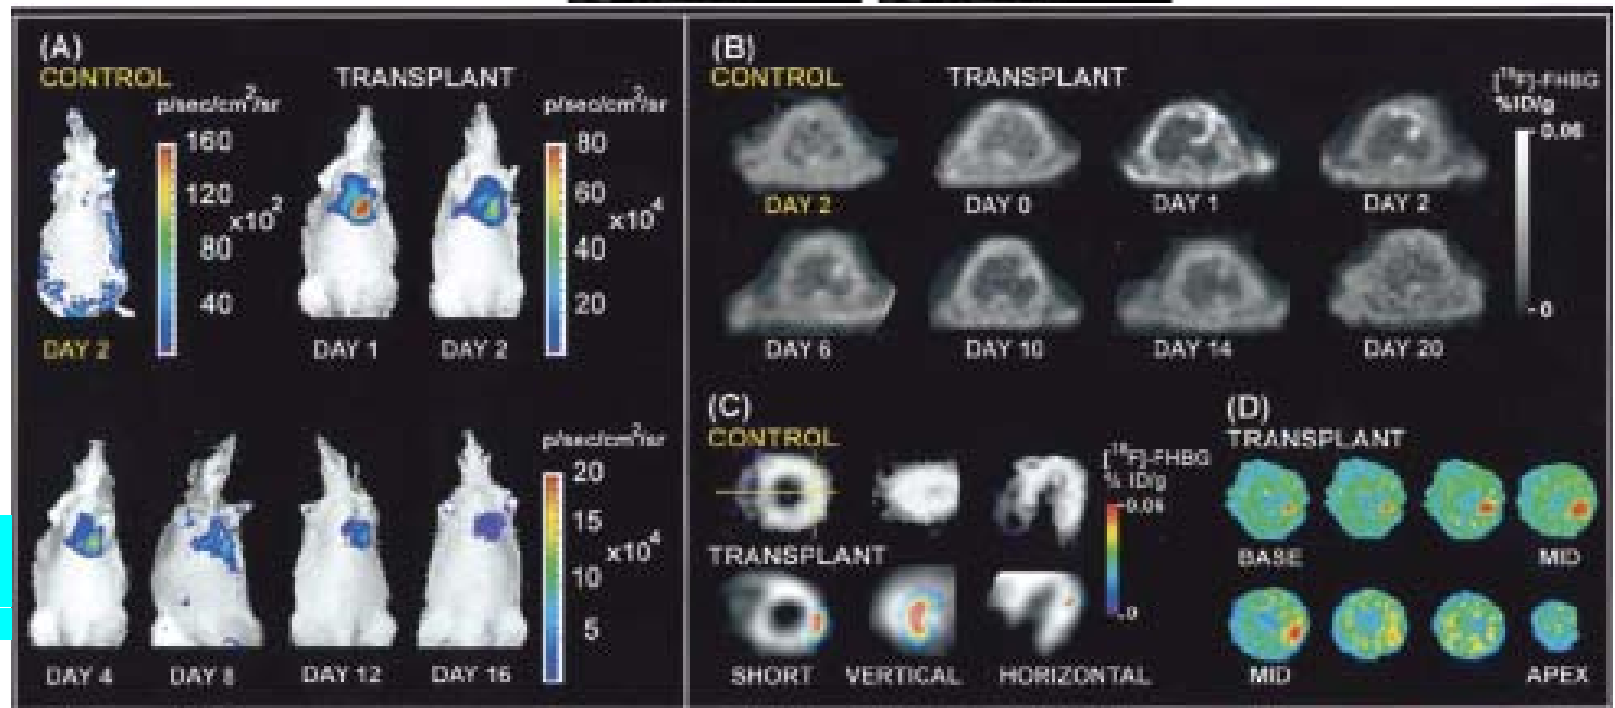 (A)
CONTROL TRANSPLANT
p/sec/cm²/sr p/sec/cm²/sr
160 80
120 60
x10² x10⁴
80 40
40 20
DAY 2 DAY 1 DAY 2
p/sec/cm²/sr
20
15
x10⁴
10
5
DAY 4 DAY 8 DAY 12 DAY 16
(B)
CONTROL TRANSPLANT
[¹⁸F]-FHBG
%ID/g
0.06
DAY 2 DAY 0 DAY 1 DAY 2
0
DAY 6 DAY 10 DAY 14 DAY 20
(C)
CONTROL
[¹⁸F]-FHBG
% ID/g
0.06
TRANSPLANT
0
SHORT VERTICAL HORIZONTAL
(D)
TRANSPLANT
BASE MID
MID APEX